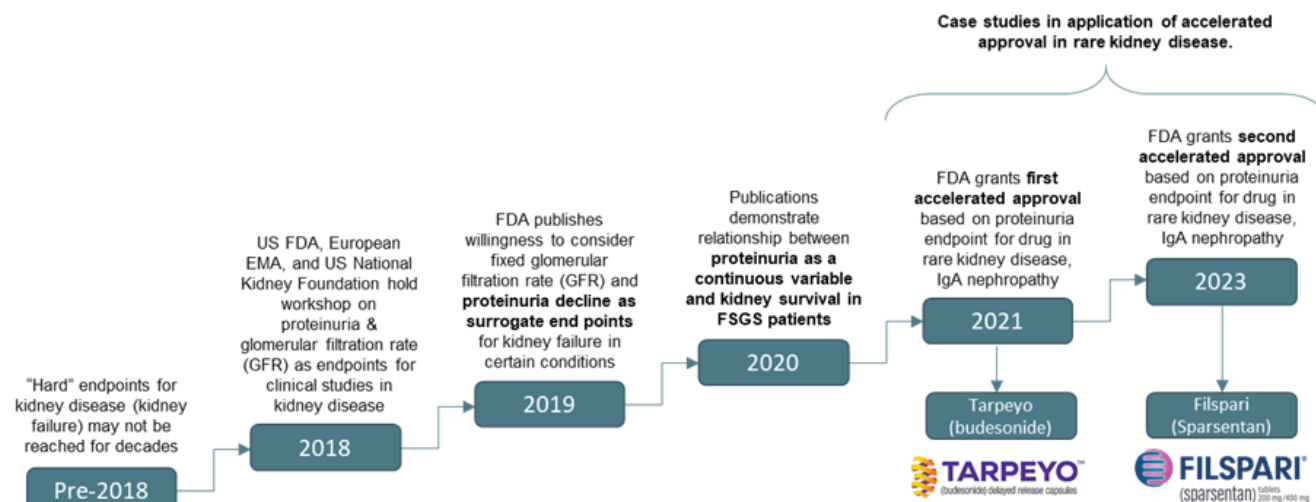 Case studies in application of accelerated
approval in rare kidney disease.
"Hard" endpoints for
kidney disease (kidney
failure) may not be
reached for decades
Pre-2018
US FDA, European
EMA, and US National
Kidney Foundation hold
workshop on
proteinuria &
glomerular filtration rate
(GFR) as endpoints for
clinical studies in
kidney disease
2018
FDA publishes
willingness to consider
fixed glomerular
filtration rate (GFR) and
proteinuria decline as
surrogate end points
for kidney failure in
certain conditions
2019
Publications
demonstrate
relationship between
proteinuria as a
continuous variable
and kidney survival in
FSGS patients
2020
FDA grants first
accelerated approval
based on proteinuria
endpoint for drug in
rare kidney disease,
IgA nephropathy
2021
Tarpeyo
(budesonide)
TARPEYO™
(budesonide) delayed release capsules
FDA grants second
accelerated approval
based on proteinuria
endpoint for drug in
rare kidney disease,
IgA nephropathy
2023
Filspari
(Sparsentan)
FILSPARI®
(sparsentan) tablets
200 mg/400 mg